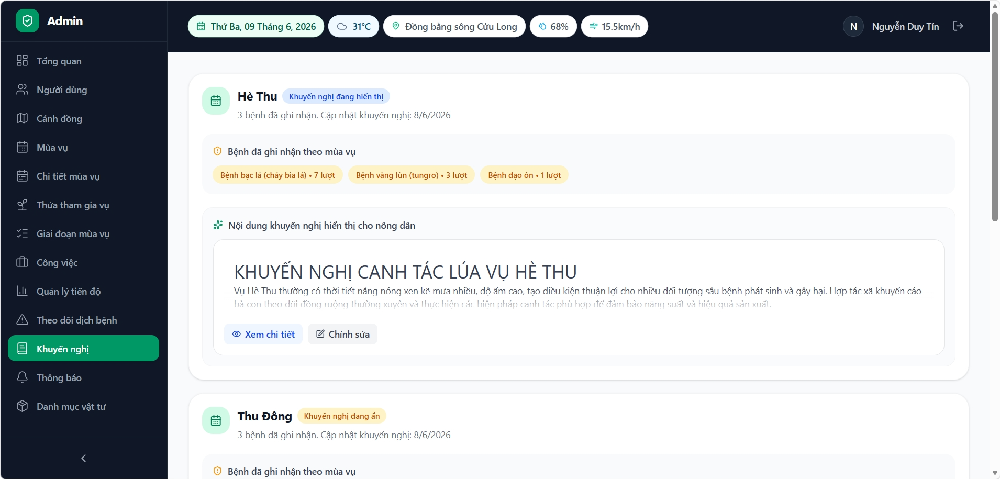 Admin
Thứ Ba, 09 Tháng 6, 2026
31°C
Đồng bằng sông Cửu Long
68%
15.5km/h
N
Nguyễn Duy Tín
Tổng quan
Người dùng
Cánh đồng
Mùa vụ
Chi tiết mùa vụ
Thửa tham gia vụ
Giai đoạn mùa vụ
Công việc
Quản lý tiến độ
Theo dõi dịch bệnh
Khuyến nghị
Thông báo
Danh mục vật tư
Hè Thu
Khuyến nghị đang hiển thị
3 bệnh đã ghi nhận. Cập nhật khuyến nghị: 8/6/2026
Bệnh đã ghi nhận theo mùa vụ
Bệnh bạc lá (cháy bìa lá) • 7 lượt
Bệnh vàng lùn (tungro) • 3 lượt
Bệnh đạo ôn • 1 lượt
Nội dung khuyến nghị hiển thị cho nông dân
KHUYẾN NGHỊ CANH TÁC LÚA VỤ HÈ THU
Vụ Hè Thu thường có thời tiết nắng nóng xen kẽ mưa nhiều, độ ẩm cao, tạo điều kiện thuận lợi cho nhiều đối tượng sâu bệnh phát sinh và gây hại. Hợp tác xã khuyến cáo
bà con theo dõi đồng ruộng thường xuyên và thực hiện các biện pháp canh tác phù hợp để đảm bảo năng suất và hiệu quả sản xuất.
Xem chi tiết
Chỉnh sửa
Thu Đông
Khuyến nghị đang ẩn
3 bệnh đã ghi nhận. Cập nhật khuyến nghị: 8/6/2026
Bệnh đã ghi nhận theo mùa vụ